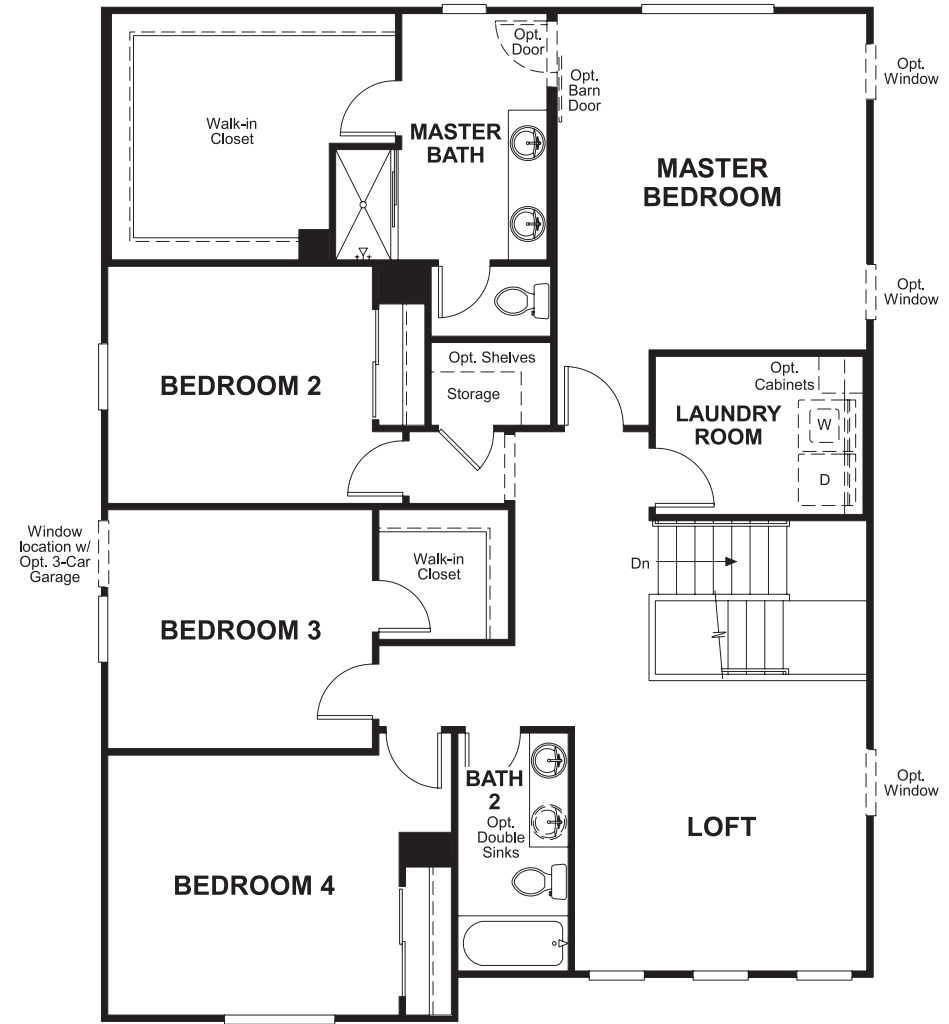 Opt.
Door
Opt.
Barn
Door
Opt.
Window
Walk-in
Closet
MASTER
BATH
MASTER
BEDROOM
Opt.
Window
BEDROOM 2
Opt. Shelves
Storage
Opt.
Cabinets
LAUNDRY
ROOM
W
D
Window
location w/
Opt. 3-Car
Garage
Walk-in
Closet
Dn
BEDROOM 3
BATH
2
Opt.
Double
Sinks
Opt.
Window
LOFT
BEDROOM 4